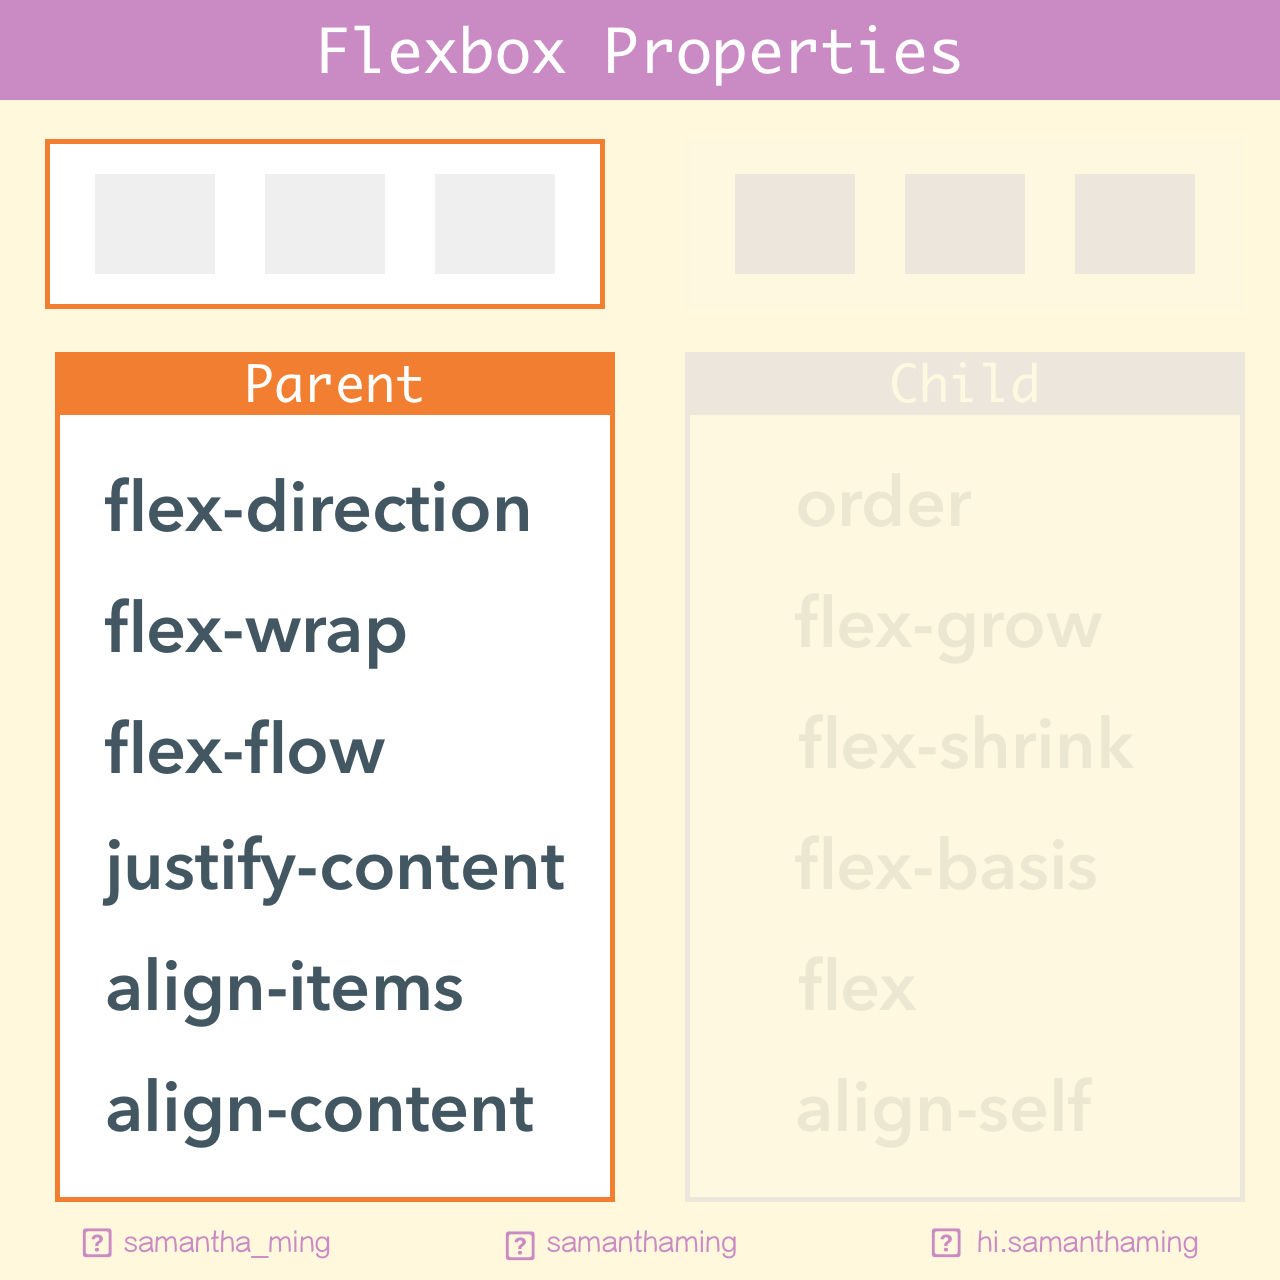 Flexbox Properties
Parent
flex-direction
flex-wrap
flex-flow
justify-content
align-items
align-content
Child
order
flex-grow
flex-shrink
flex-basis
flex
align-self
? samantha_ming
? samanthaming
? hi.samanthaming